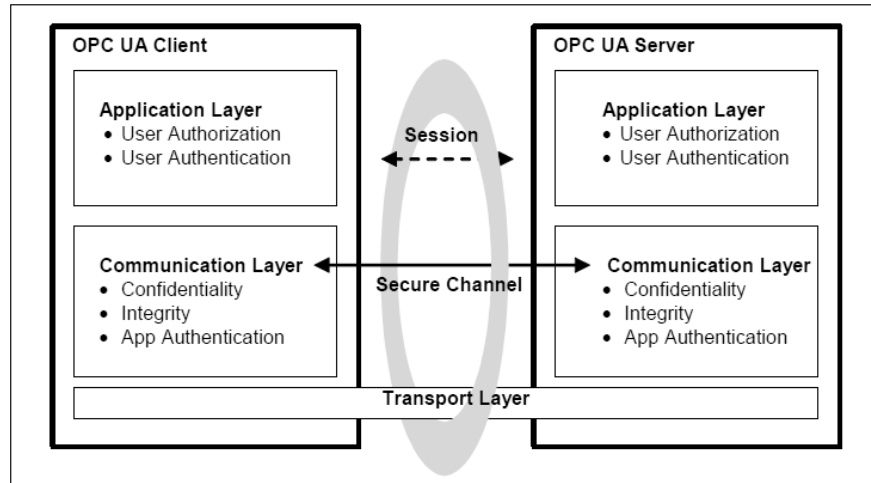 OPC UA Client
Application Layer
• User Authorization
• User Authentication
Communication Layer
• Confidentiality
• Integrity
• App Authentication
Session
Secure Channel
Transport Layer
OPC UA Server
Application Layer
• User Authorization
• User Authentication
Communication Layer
• Confidentiality
• Integrity
• App Authentication